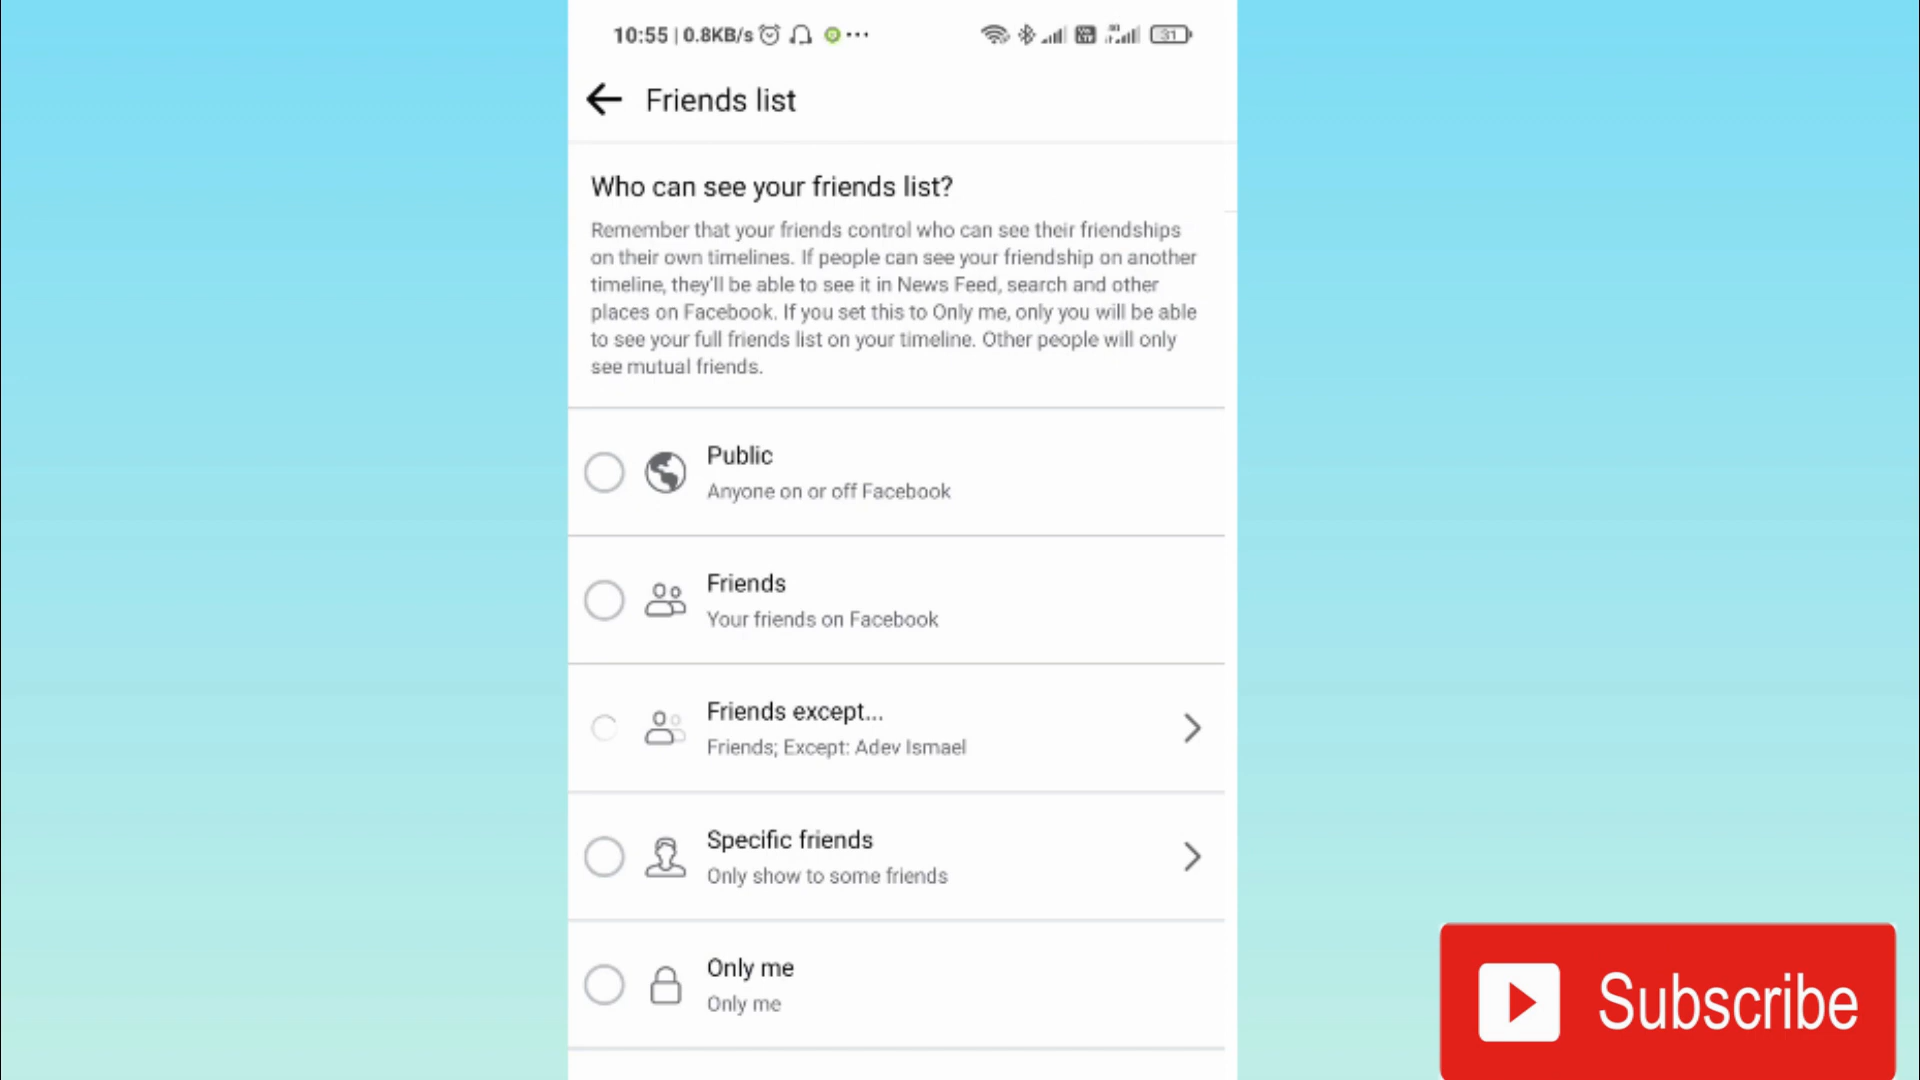 10:55 | 0.8KB/s
31
Friends list
Who can see your friends list?
Remember that your friends control who can see their friendships
on their own timelines. If people can see your friendship on another
timeline, they'll be able to see it in News Feed, search and other
places on Facebook. If you set this to Only me, only you will be able
to see your full friends list on your timeline. Other people will only
see mutual friends.
Public
Anyone on or off Facebook
Friends
Your friends on Facebook
Friends except...
Friends; Except: Adev Ismael
Specific friends
Only show to some friends
Only me
Only me
Subscribe